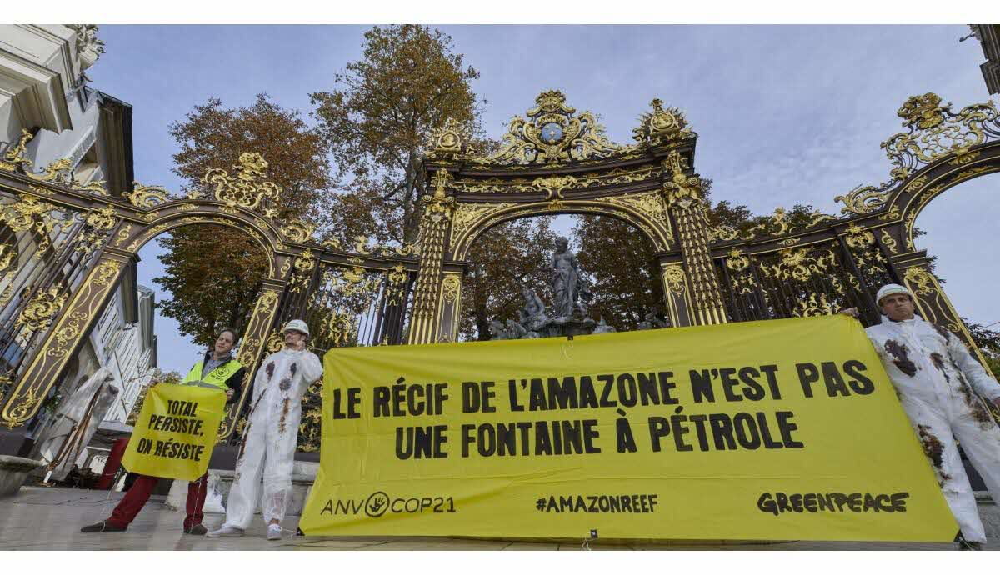 TOTAL
PERSISTE,
ON RÉSISTE
LE RÉCIF DE L'AMAZONE N'EST PAS
UNE FONTAINE À PÉTROLE
ANV COP21
#AMAZONREEF
GREENPEACE